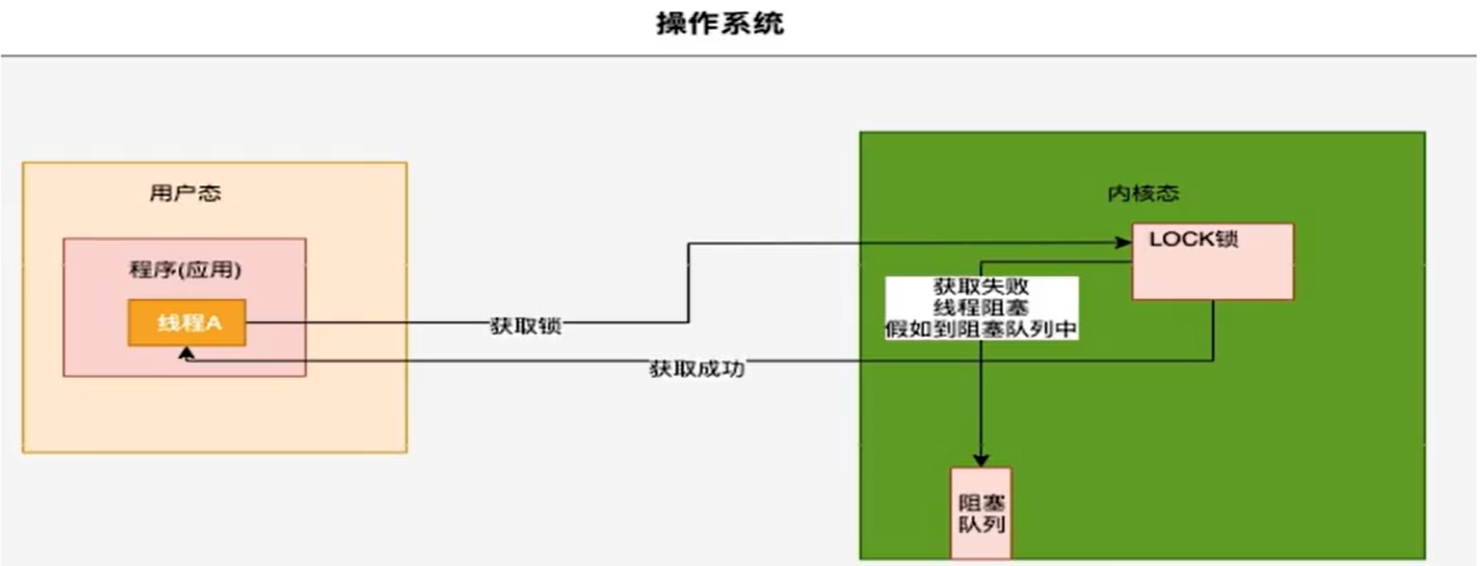 操作系统
用户态
内核态
程序(应用)
LOCK锁
线程A
获取锁
获取失败
线程阻塞
假如到阻塞队列中
获取成功
阻塞
队列